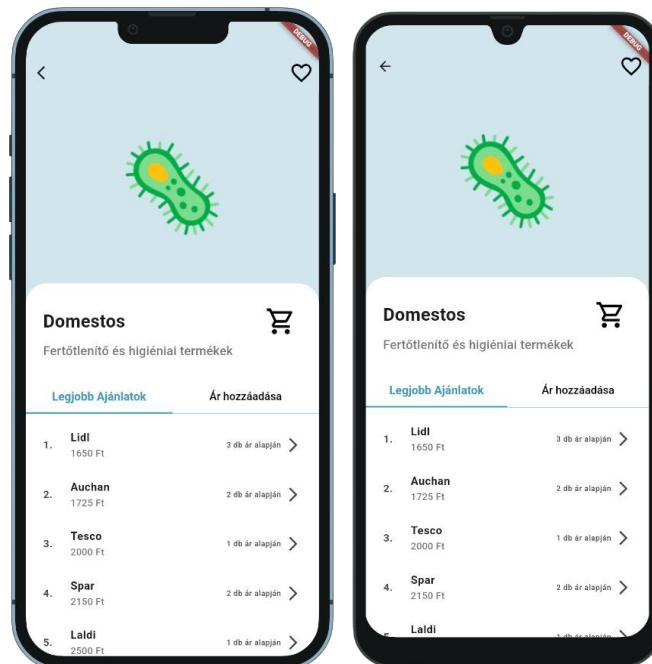 DEBUG
Domestos
Fertőtlenítő és higiéniai termékek
Legjobb Ajánlatok Ár hozzáadása
1. Lidl 3 db ár alapján
1650 Ft
2. Auchan 2 db ár alapján
1725 Ft
3. Tesco 1 db ár alapján
2000 Ft
4. Spar 2 db ár alapján
2150 Ft
5. Laldi 1 db ár alapján
2500 Ft
DEBUG
Domestos
Fertőtlenítő és higiéniai termékek
Legjobb Ajánlatok Ár hozzáadása
1. Lidl 3 db ár alapján
1650 Ft
2. Auchan 2 db ár alapján
1725 Ft
3. Tesco 1 db ár alapján
2000 Ft
4. Spar 2 db ár alapján
2150 Ft
Laldi